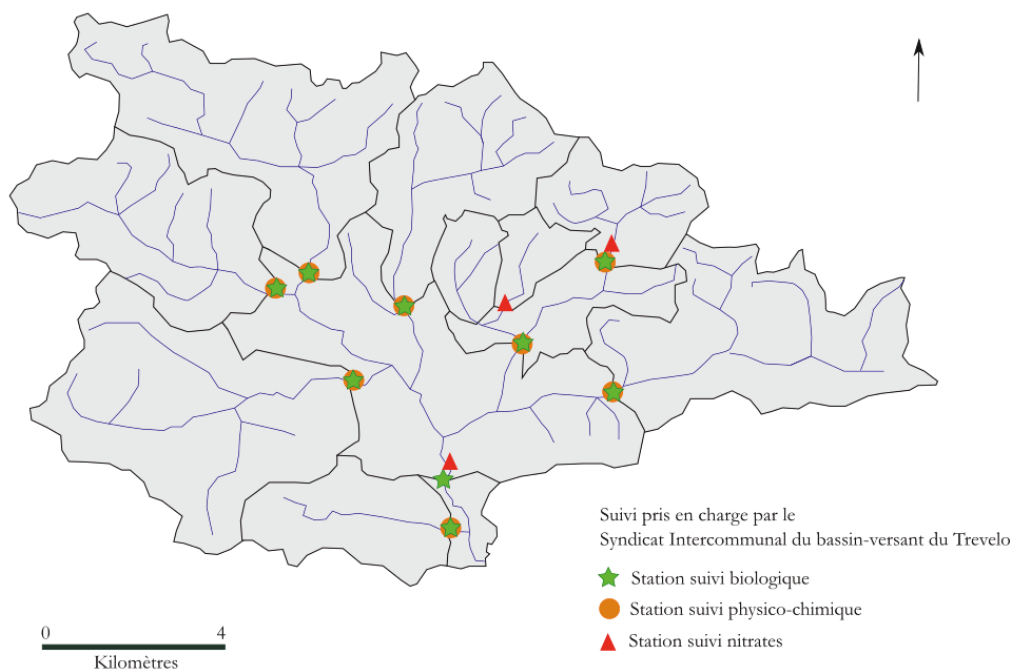 Suivi pris en charge par le
Syndicat Intercommunal du bassin-versant du Trevelo
Station suivi biologique
Station suivi physico-chimique
Station suivi nitrates
0 4
Kilomètres